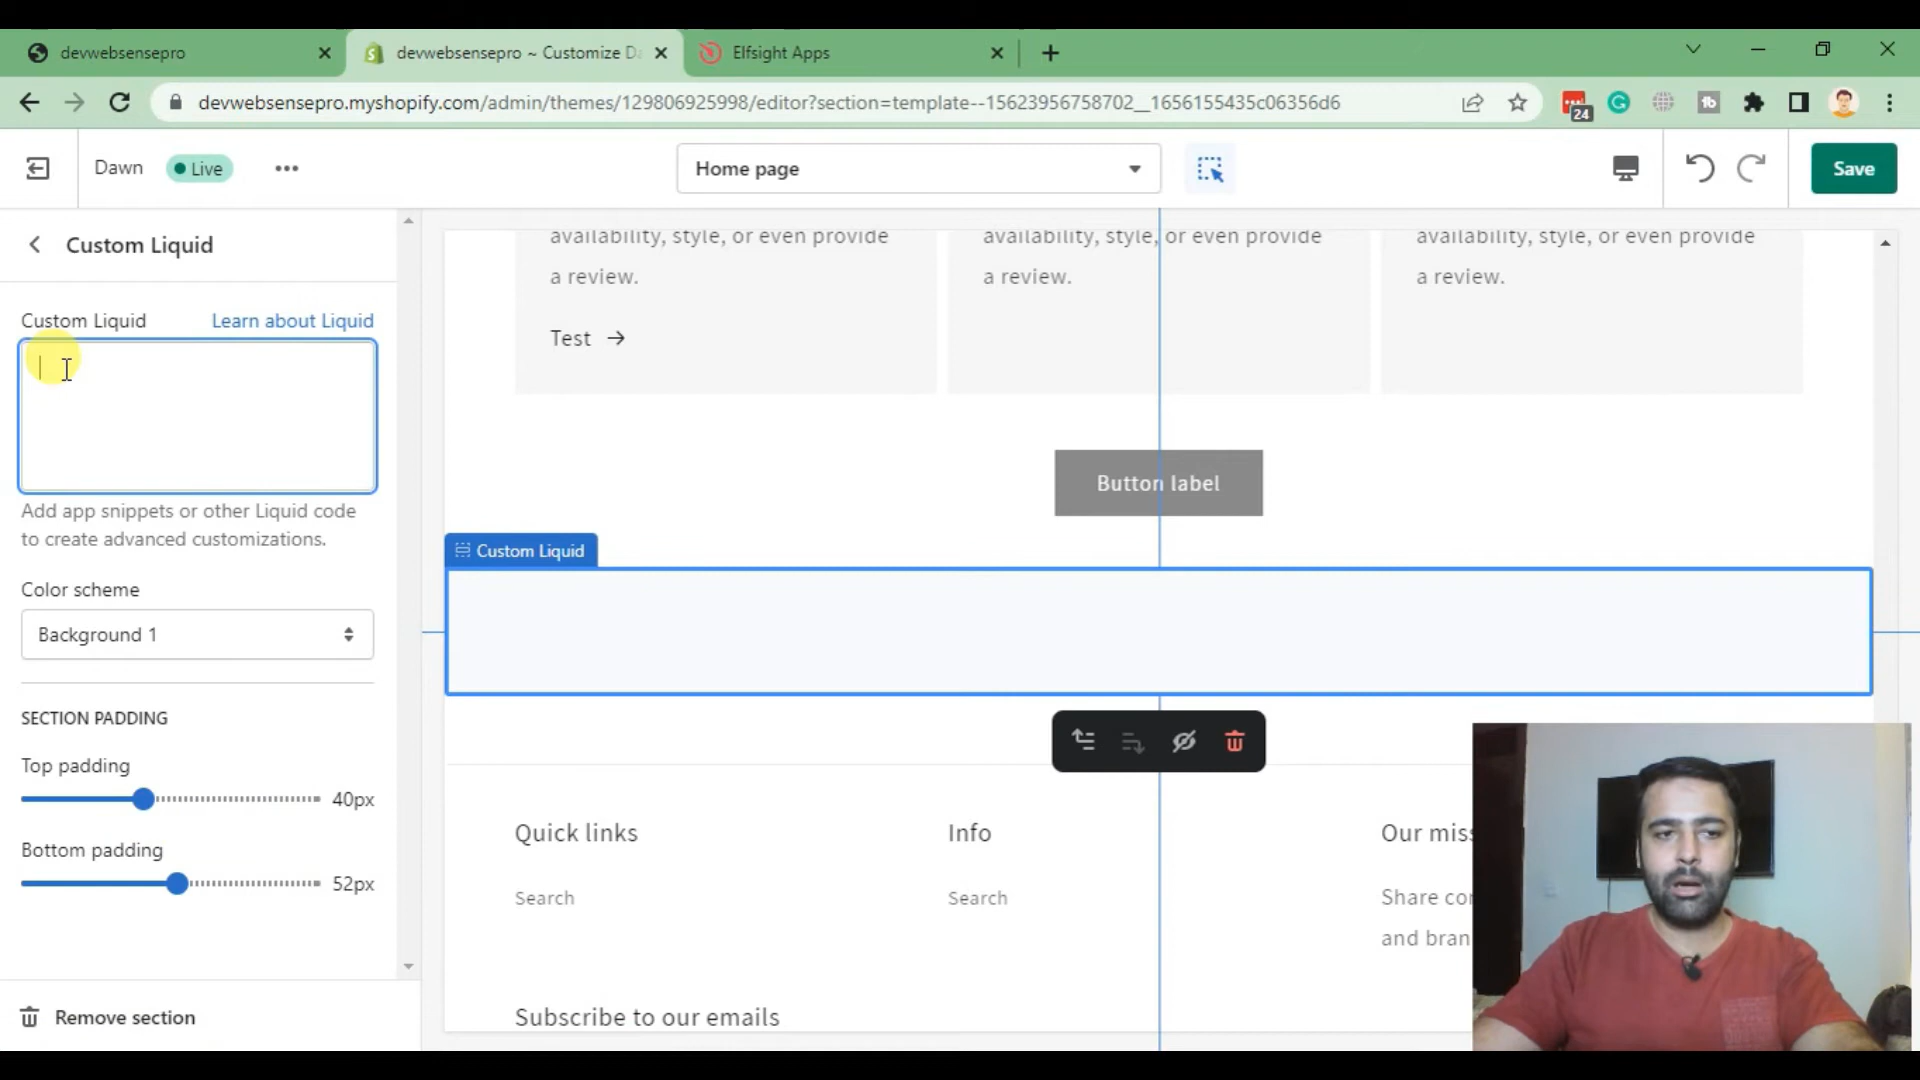 devwebsensepro
devwebsensepro ~ Customize Da
Elfsight Apps
devwebsensepro.myshopify.com/admin/themes/129806925998/editor?section=template--15623956758702__1656155435c06356d6
24
Dawn
Live
Home page
Save
Custom Liquid
Custom Liquid
Learn about Liquid
Add app snippets or other Liquid code
to create advanced customizations.
Color scheme
Background 1
SECTION PADDING
Top padding
40px
Bottom padding
52px
Remove section
availability, style, or even provide
a review.
Test
availability, style, or even provide
a review.
availability, style, or even provide
a review.
Button label
Custom Liquid
Quick links
Search
Info
Search
Our miss
Share con
and bran
Subscribe to our emails